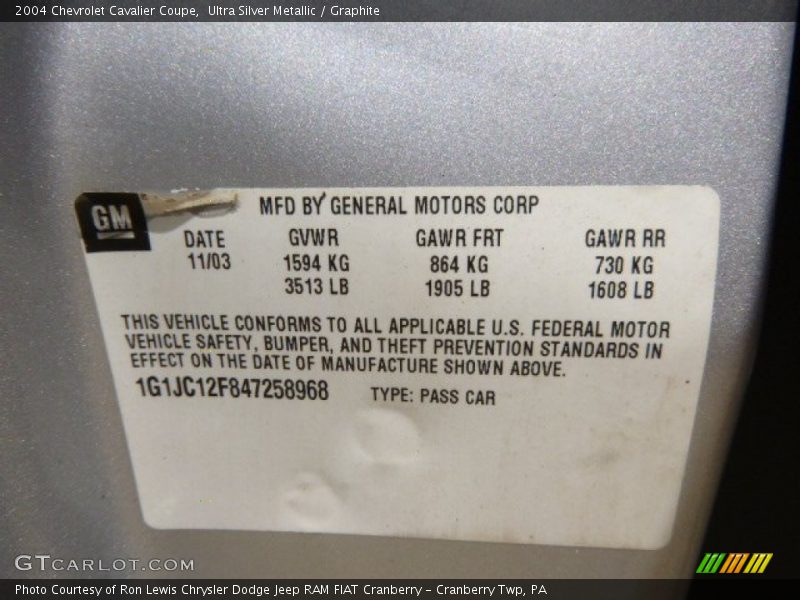 2004 Chevrolet Cavalier Coupe,  Ultra Silver Metallic / Graphite
GM
MFD BY GENERAL MOTORS CORP
DATE GVWR GAWR FRT GAWR RR
11/03 1594 KG 864 KG 730 KG
3513 LB 1905 LB 1608 LB
THIS VEHICLE CONFORMS TO ALL APPLICABLE U.S. FEDERAL MOTOR
VEHICLE SAFETY, BUMPER, AND THEFT PREVENTION STANDARDS IN
EFFECT ON THE DATE OF MANUFACTURE SHOWN ABOVE.
1G1JC12F847258968 TYPE: PASS CAR
GTCARLOT.COM
Photo Courtesy of Ron Lewis Chrysler Dodge Jeep RAM FIAT Cranberry – Cranberry Twp, PA